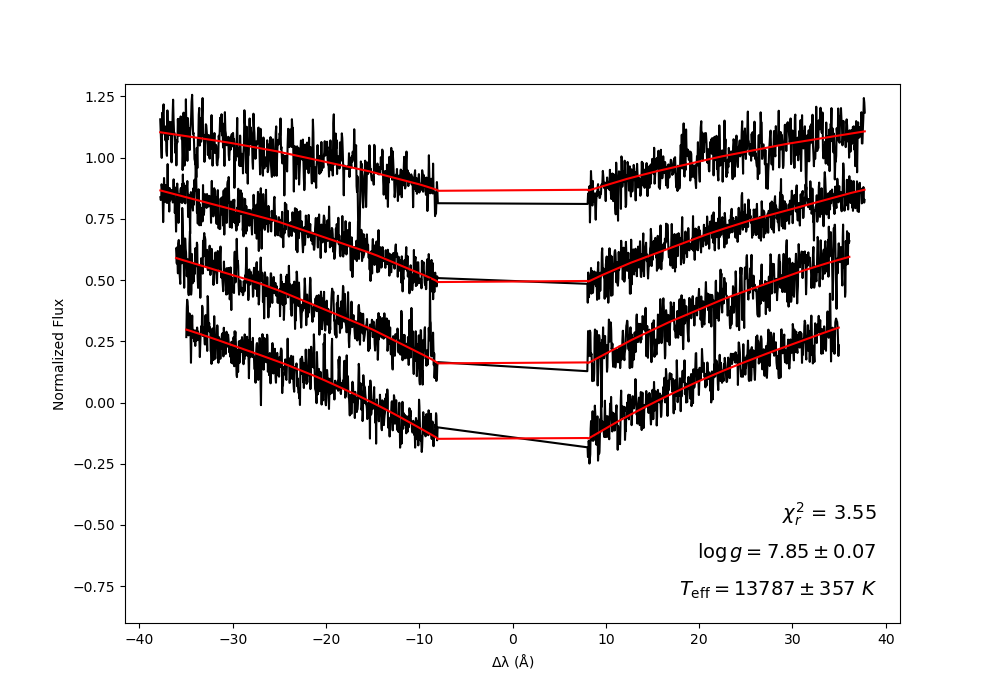 1.25
1.00
0.75
0.50
0.25
0.00
−0.25
−0.50
−0.75
Normalized Flux
χ²ᵣ = 3.55
log g = 7.85 ± 0.07
T_eff = 13787 ± 357 K
−40 −30 −20 −10 0 10 20 30 40
Δλ (Å)